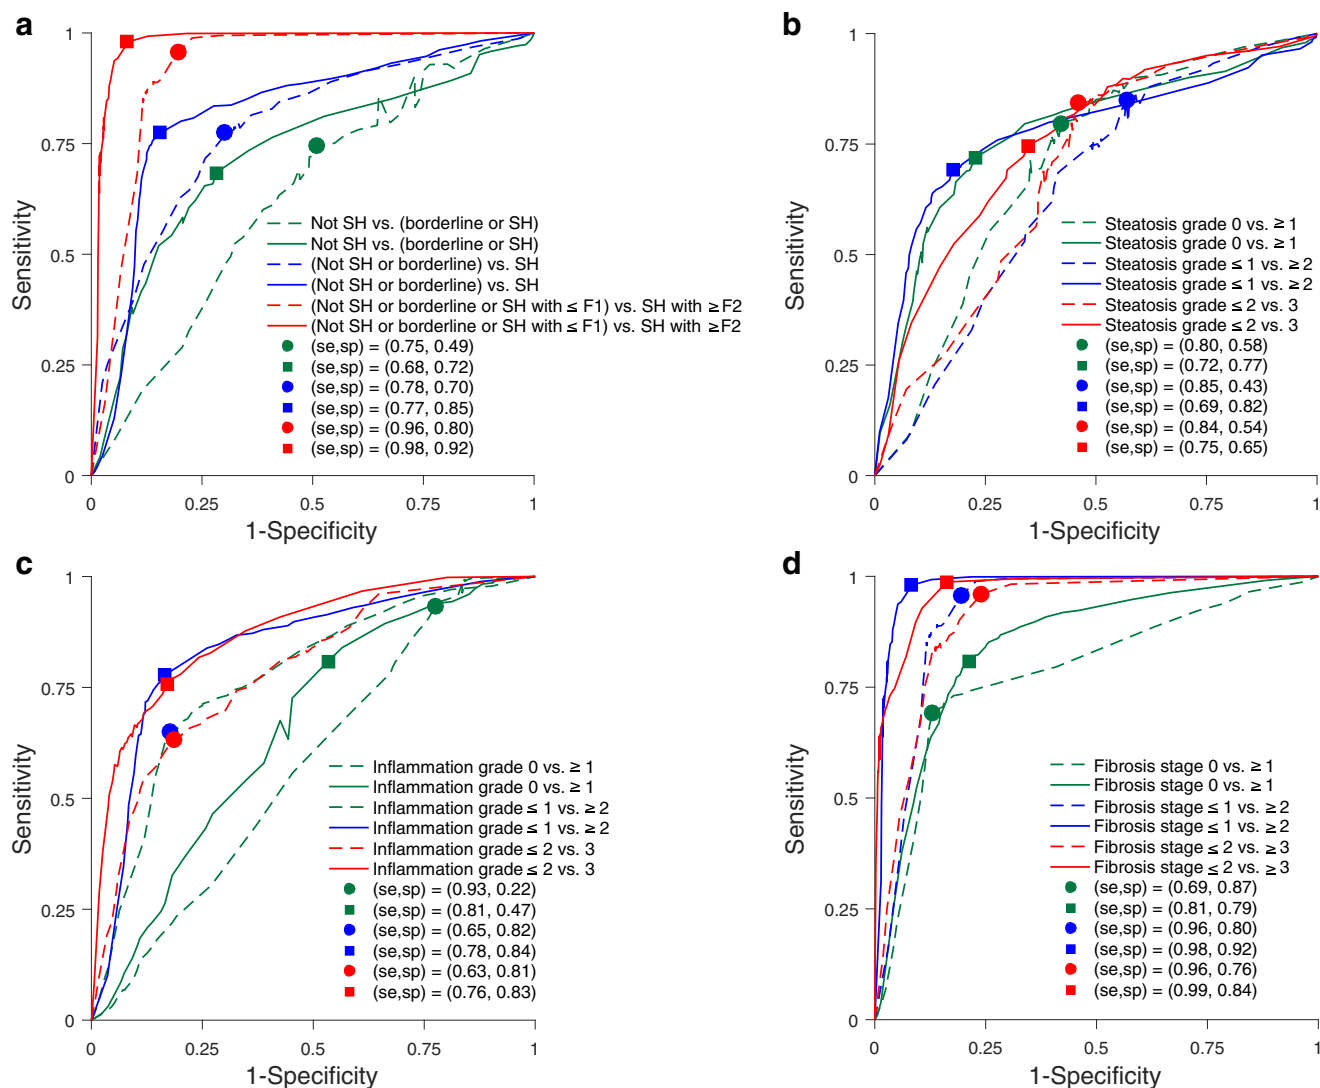 a
1
0.75
0.5
0.25
0
Sensitivity
Not SH vs. (borderline or SH)
Not SH vs. (borderline or SH)
(Not SH or borderline) vs. SH
(Not SH or borderline) vs. SH
(Not SH or borderline or SH with ≤ F1) vs. SH with ≥F2
(Not SH or borderline or SH with ≤ F1) vs. SH with ≥F2
(se,sp) = (0.75, 0.49)
(se,sp) = (0.68, 0.72)
(se,sp) = (0.78, 0.70)
(se,sp) = (0.77, 0.85)
(se,sp) = (0.96, 0.80)
(se,sp) = (0.98, 0.92)
0 0.25 0.5 0.75 1
1-Specificity
b
1
0.75
0.5
0.25
0
Sensitivity
Steatosis grade 0 vs. ≥ 1
Steatosis grade 0 vs. ≥ 1
Steatosis grade ≤ 1 vs. ≥ 2
Steatosis grade ≤ 1 vs. ≥ 2
Steatosis grade ≤ 2 vs. 3
Steatosis grade ≤ 2 vs. 3
(se,sp) = (0.80, 0.58)
(se,sp) = (0.72, 0.77)
(se,sp) = (0.85, 0.43)
(se,sp) = (0.69, 0.82)
(se,sp) = (0.84, 0.54)
(se,sp) = (0.75, 0.65)
0 0.25 0.5 0.75 1
1-Specificity
c
1
0.75
0.5
0.25
0
Sensitivity
Inflammation grade 0 vs. ≥ 1
Inflammation grade 0 vs. ≥ 1
Inflammation grade ≤ 1 vs. ≥ 2
Inflammation grade ≤ 1 vs. ≥ 2
Inflammation grade ≤ 2 vs. 3
Inflammation grade ≤ 2 vs. 3
(se,sp) = (0.93, 0.22)
(se,sp) = (0.81, 0.47)
(se,sp) = (0.65, 0.82)
(se,sp) = (0.78, 0.84)
(se,sp) = (0.63, 0.81)
(se,sp) = (0.76, 0.83)
0 0.25 0.5 0.75 1
1-Specificity
d
1
0.75
0.5
0.25
0
Sensitivity
Fibrosis stage 0 vs. ≥ 1
Fibrosis stage 0 vs. ≥ 1
Fibrosis stage ≤ 1 vs. ≥ 2
Fibrosis stage ≤ 1 vs. ≥ 2
Fibrosis stage ≤ 2 vs. ≥ 3
Fibrosis stage ≤ 2 vs. ≥ 3
(se,sp) = (0.69, 0.87)
(se,sp) = (0.81, 0.79)
(se,sp) = (0.96, 0.80)
(se,sp) = (0.98, 0.92)
(se,sp) = (0.96, 0.76)
(se,sp) = (0.99, 0.84)
0 0.25 0.5 0.75 1
1-Specificity